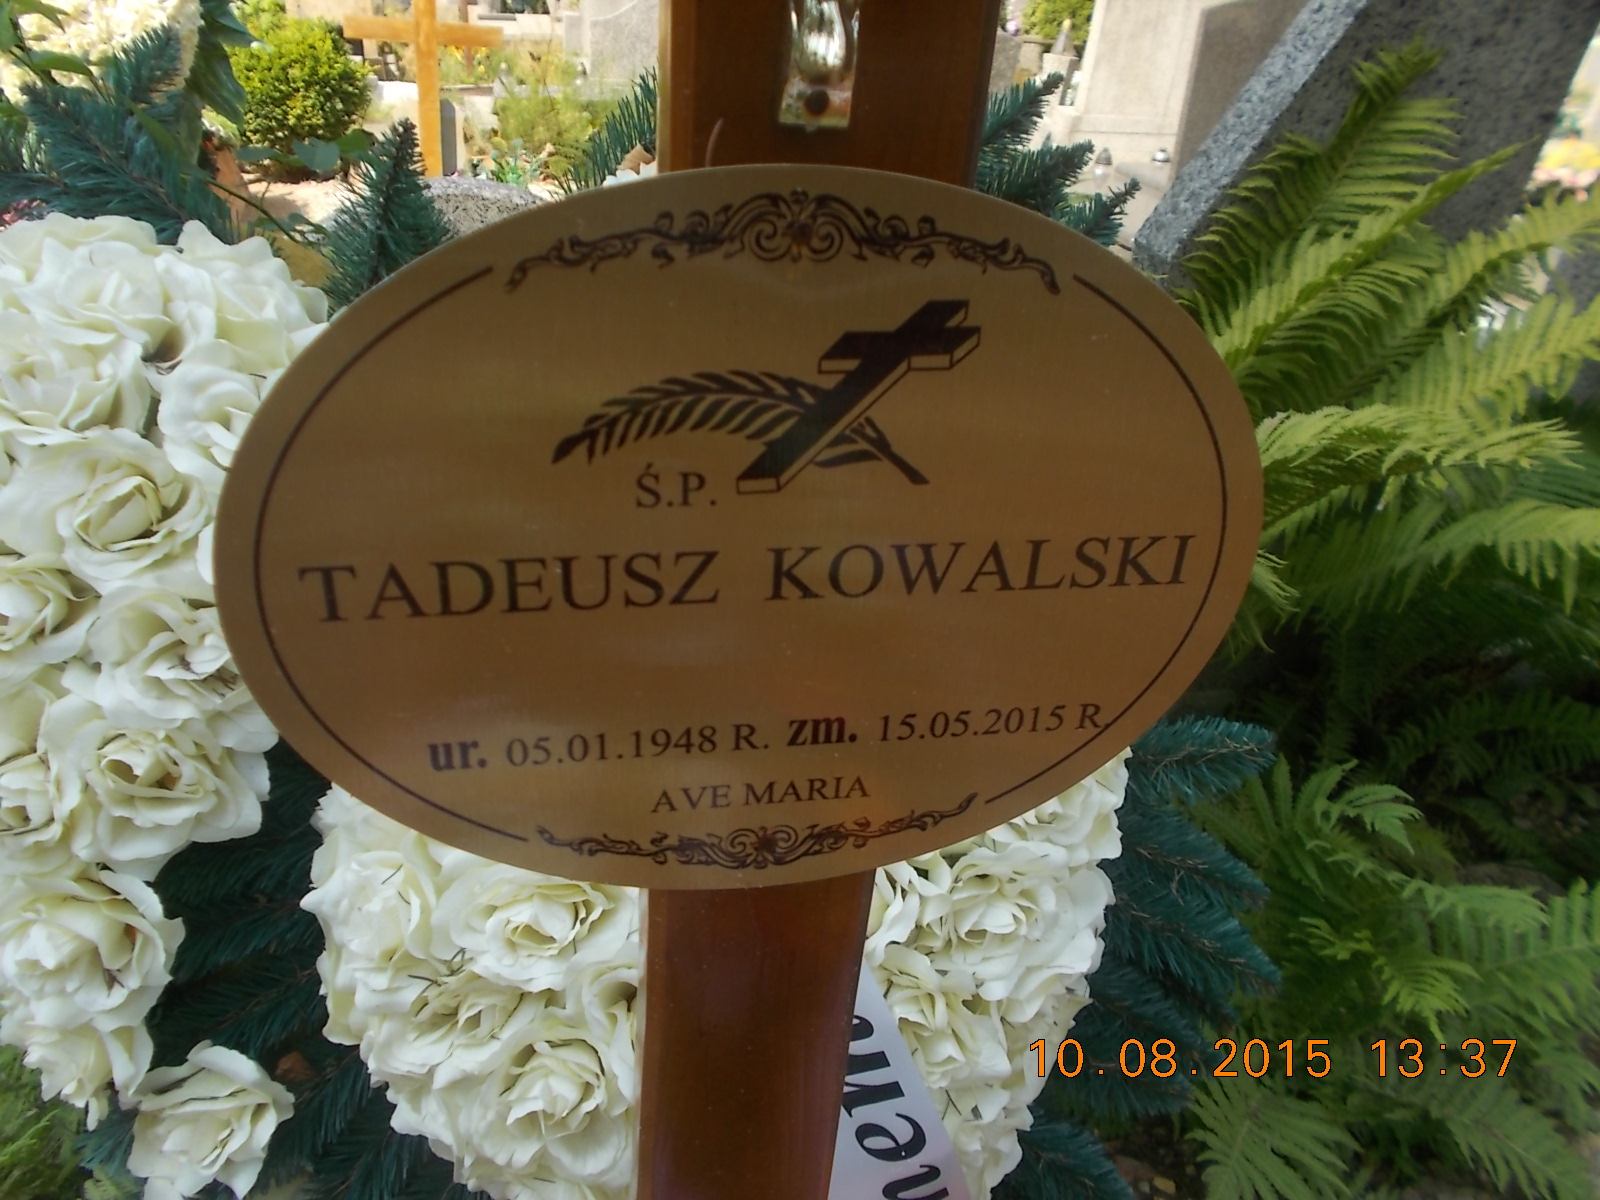 Ś.P.
TADEUSZ KOWALSKI
ur. 05.01.1948 R. zm. 15.05.2015 R.
AVE MARIA
10.08.2015 13:37